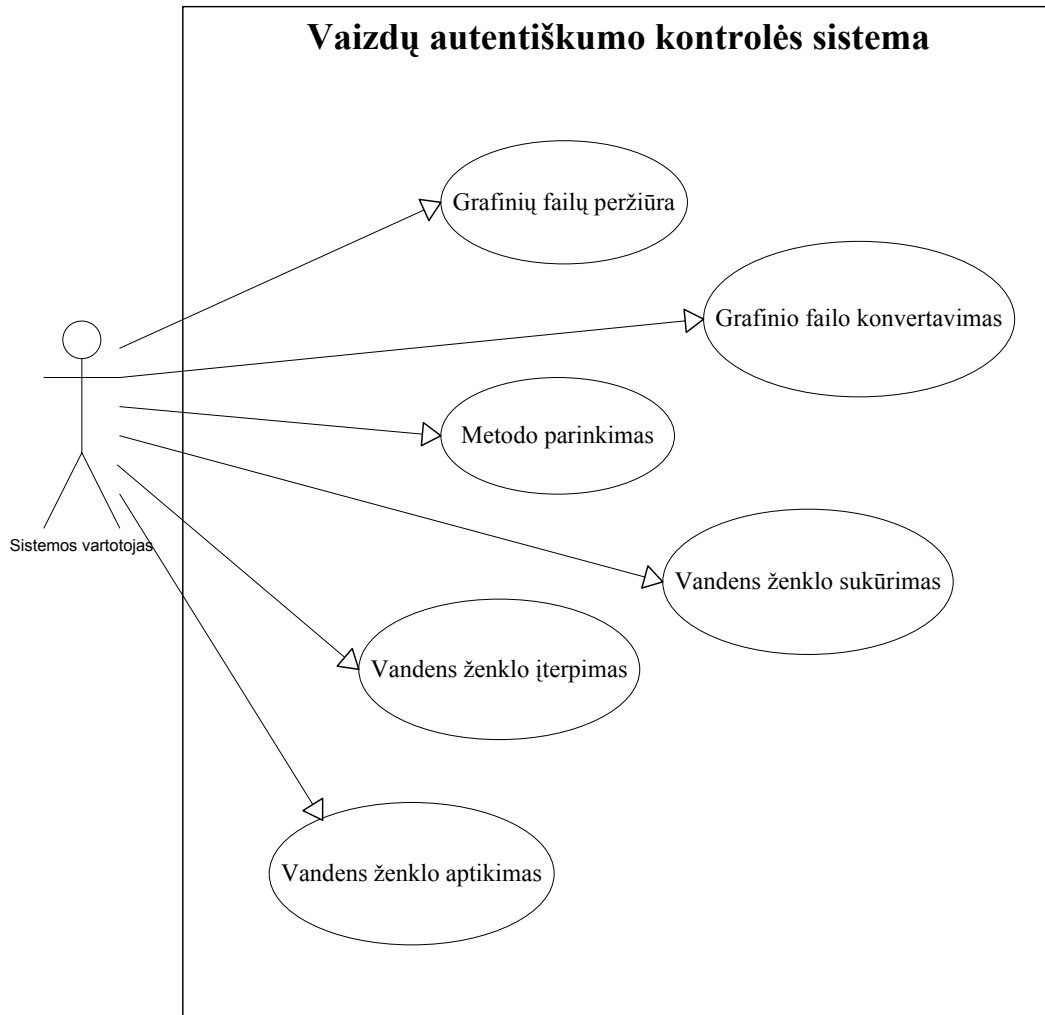 Vaizdų autentiškumo kontrolės sistema
Grafinių failų peržiūra
Grafinio failo konvertavimas
Metodo parinkimas
Sistemos vartotojas
Vandens ženklo sukūrimas
Vandens ženklo įterpimas
Vandens ženklo aptikimas